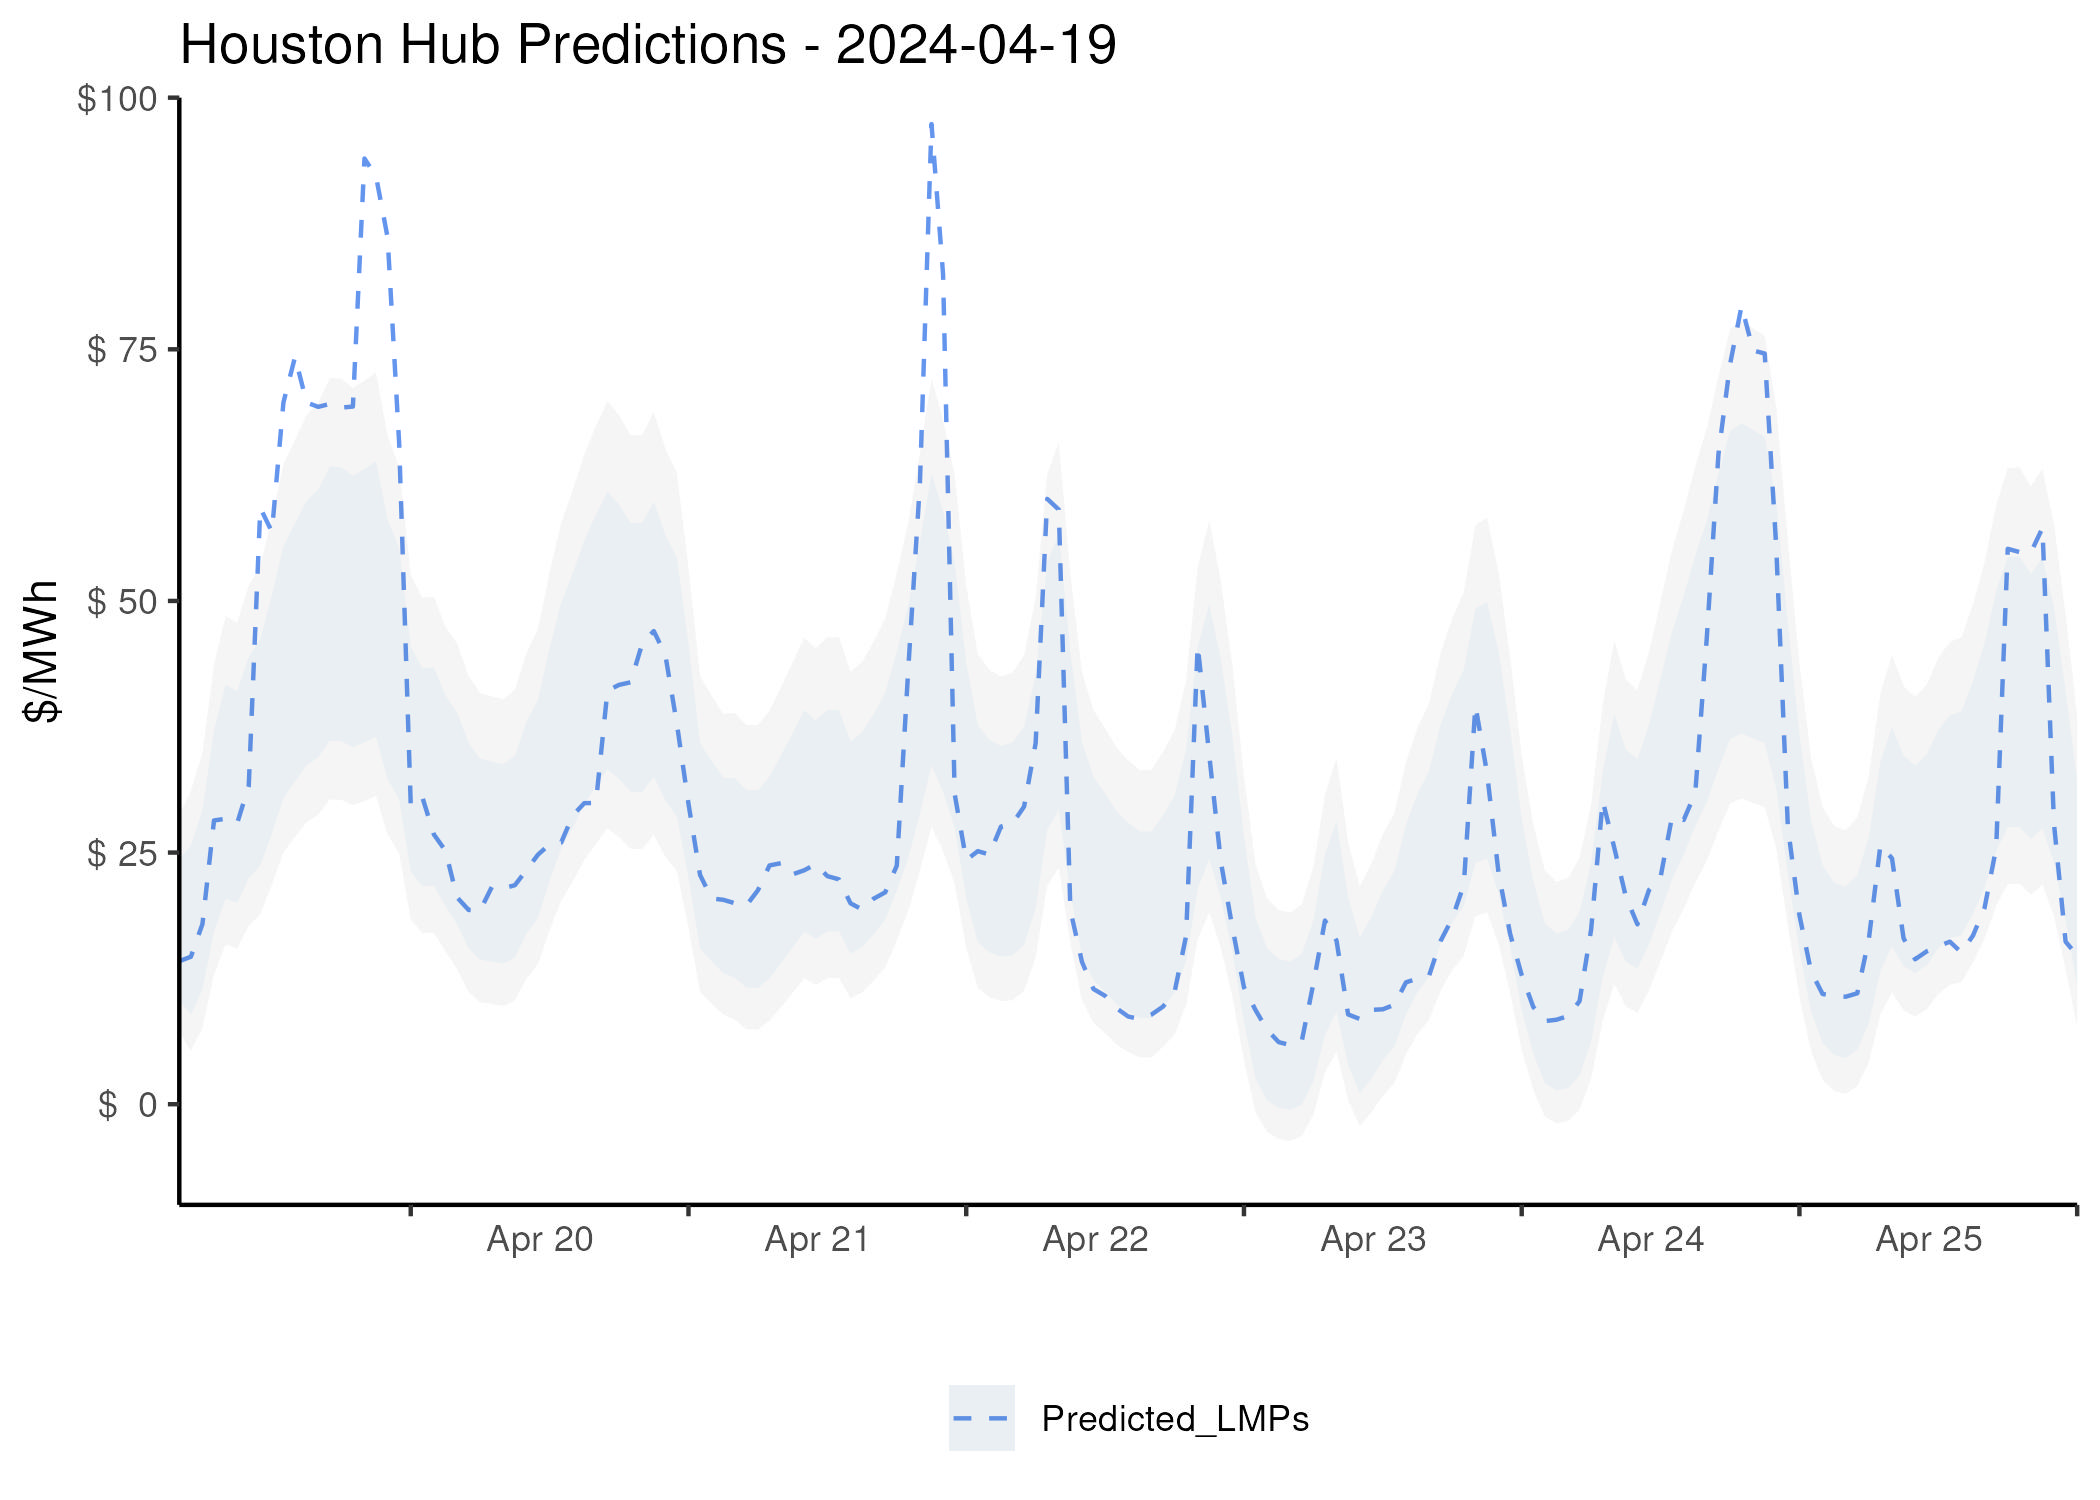 Houston Hub Predictions - 2024-04-19
$100
$ 75
$ 50
$ 25
$ 0
$/MWh
Apr 20 Apr 21 Apr 22 Apr 23 Apr 24 Apr 25
Predicted_LMPs